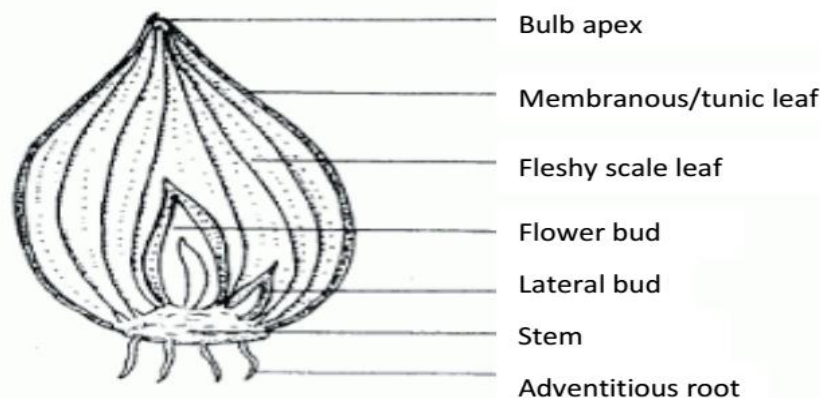 Bulb apex
Membranous/tunic leaf
Fleshy scale leaf
Flower bud
Lateral bud
Stem
Adventitious root